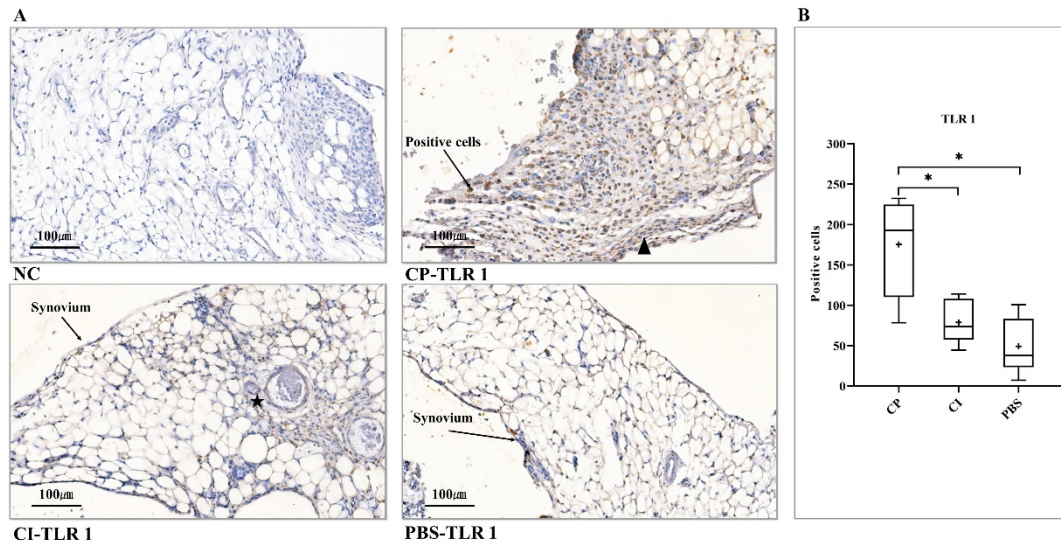 A
Positive cells
100㎛
NC
100㎛
CP-TLR 1
Synovium
100㎛
CI-TLR 1
Synovium
100㎛
PBS-TLR 1
B
TLR 1
Positive cells
300
250
200
150
100
50
0
*
*
CP
CI
PBS